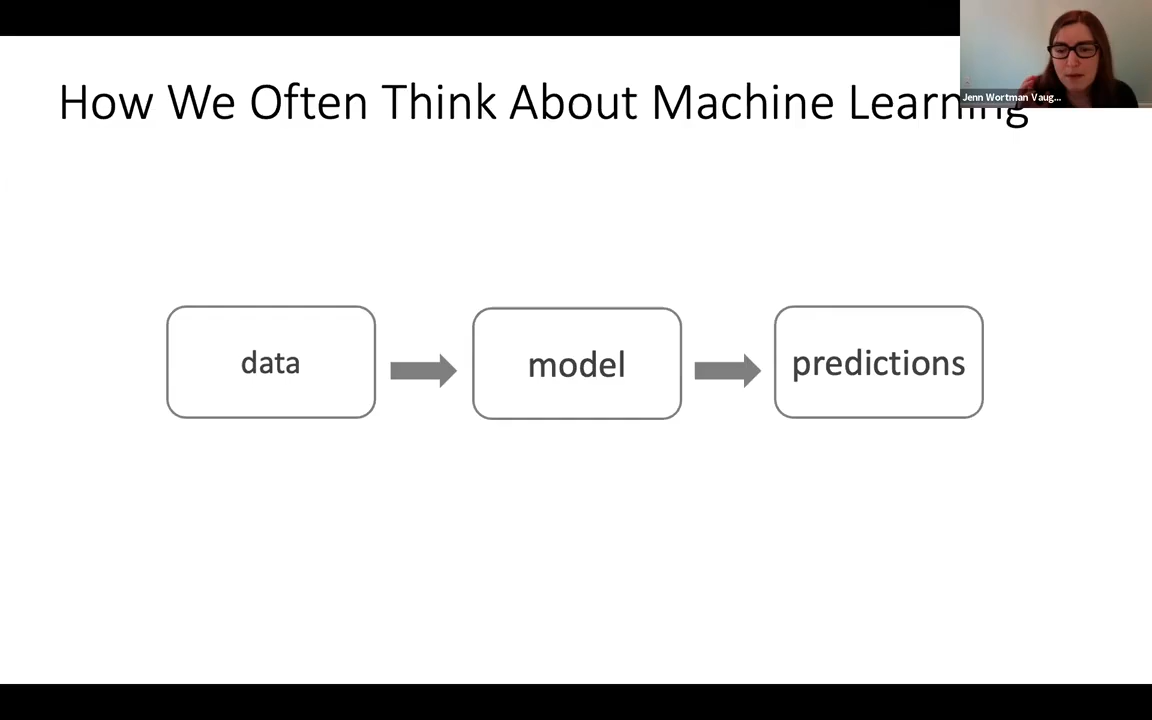 How We Often Think About Machine Learning
Jenn Wortman Vaug...
data
model
predictions